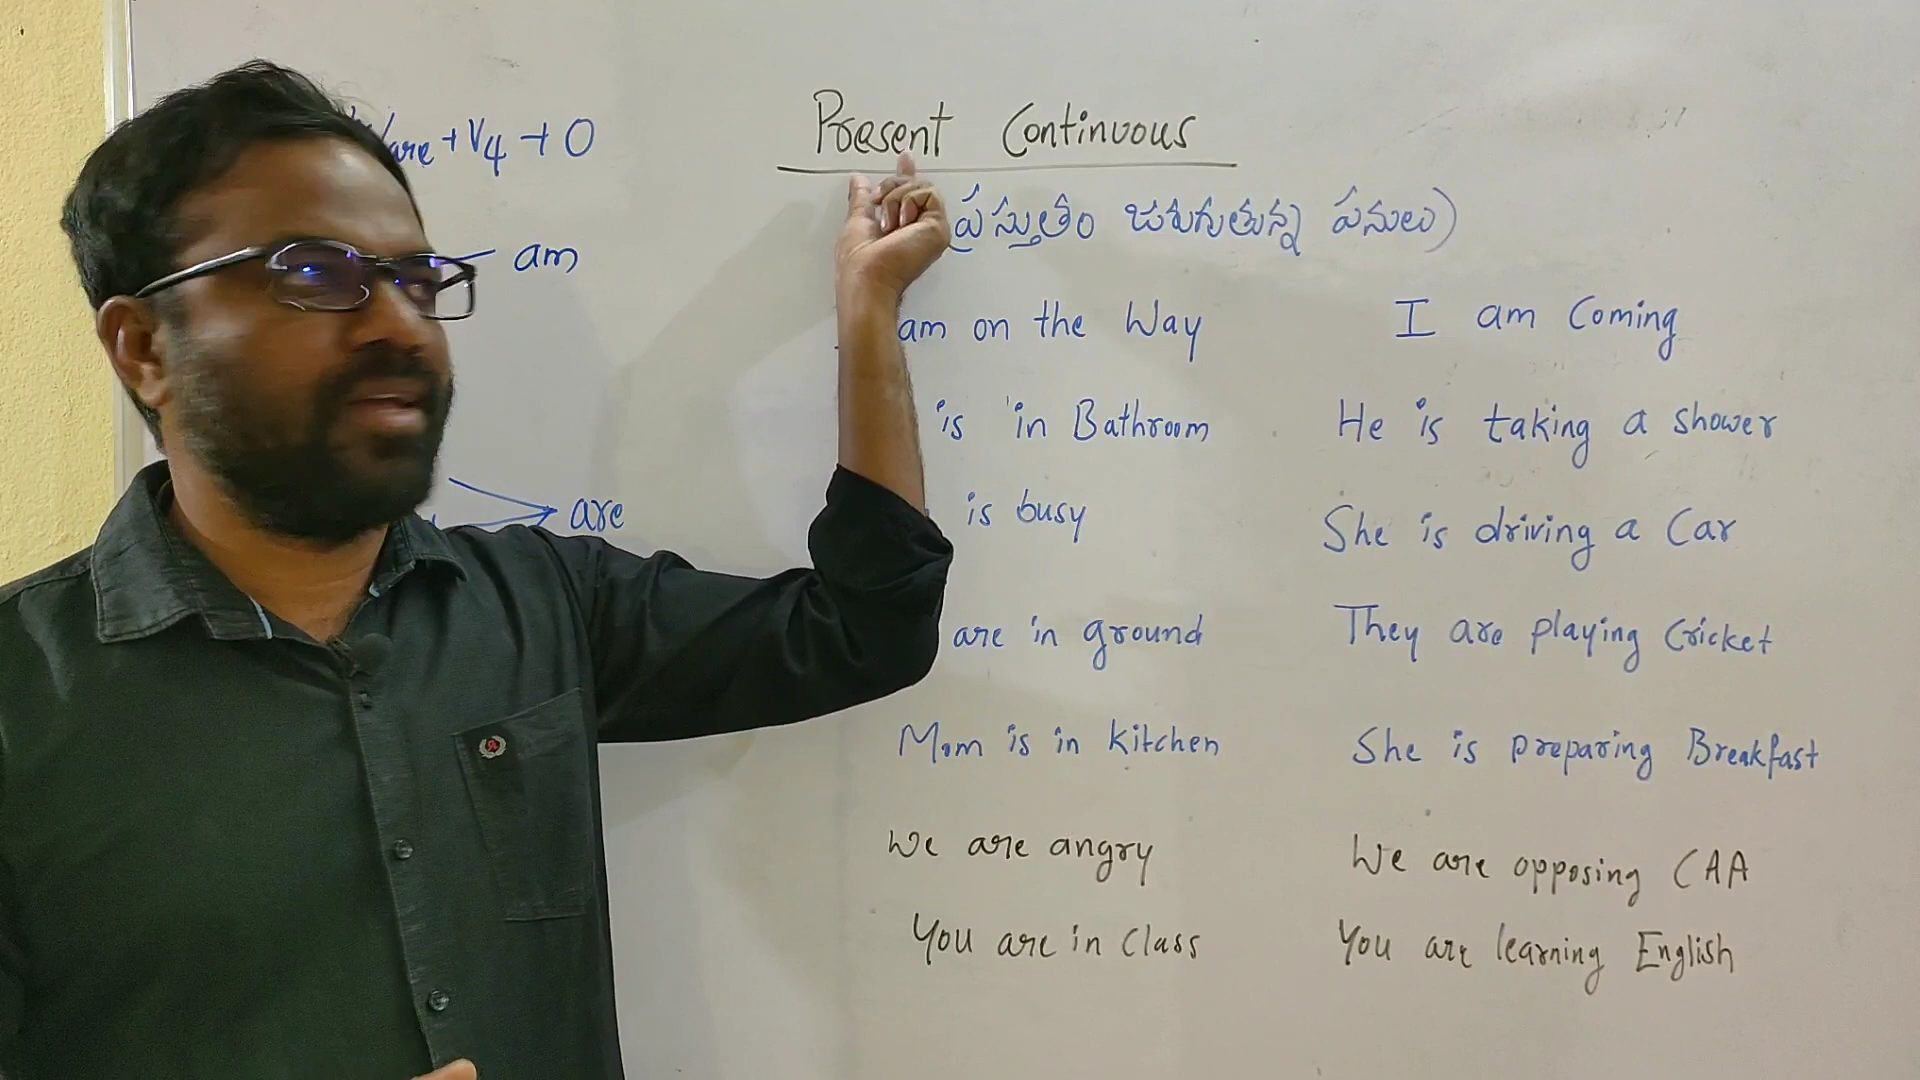 are + V4 + O
Present Continuous
ప్రస్తుతం జరుగుతున్న పనులు)
am
am on the Way
I am Coming
is in Bathroom
He is taking a shower
is busy
She is driving a Car
are
are in ground
They are playing Cricket
Mom is in kitchen
She is preparing Breakfast
We are angry
We are opposing CAA
You are in Class
You are learning English